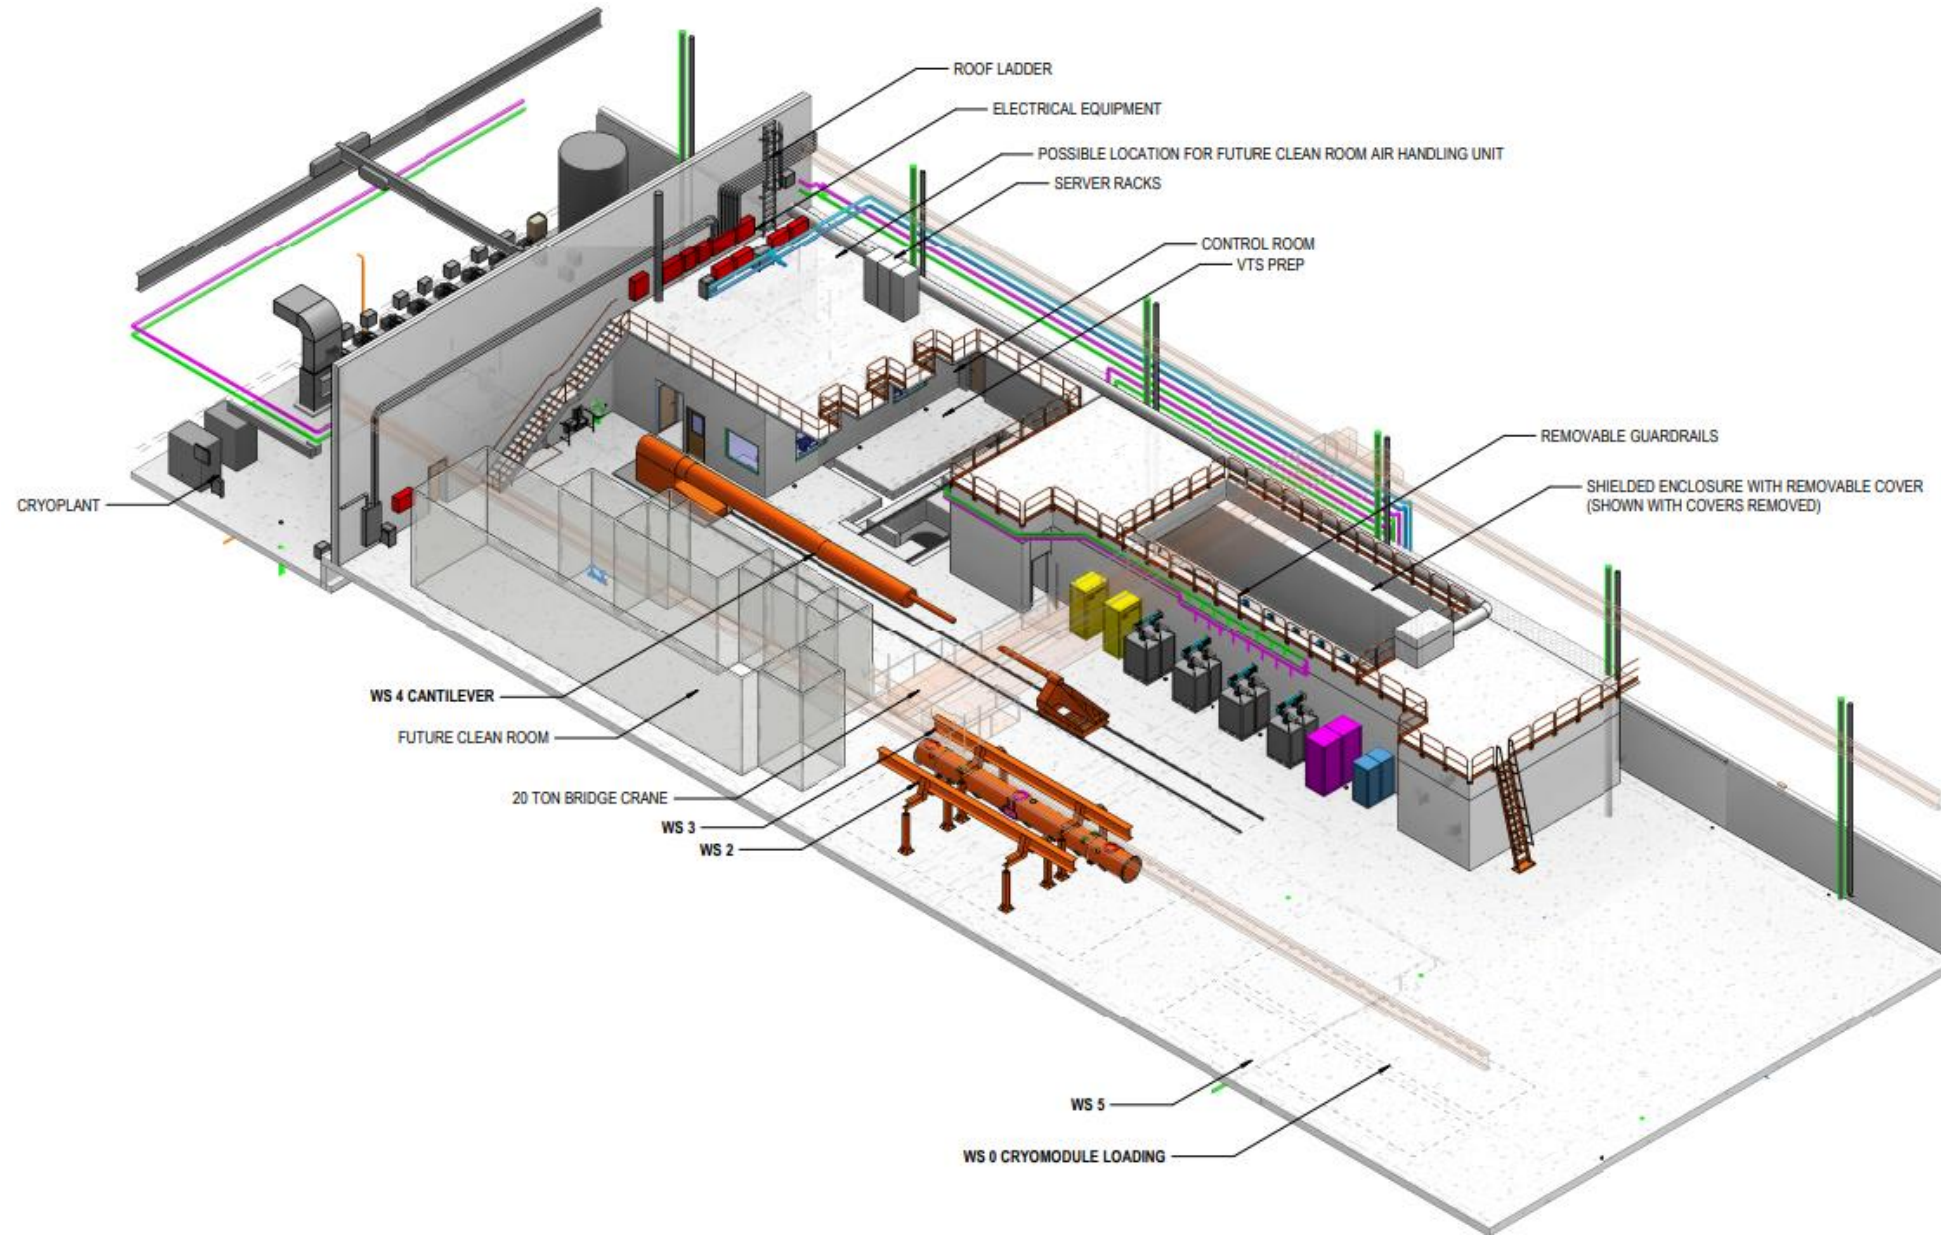 ROOF LADDER
ELECTRICAL EQUIPMENT
POSSIBLE LOCATION FOR FUTURE CLEAN ROOM AIR HANDLING UNIT
SERVER RACKS
CONTROL ROOM
VTS PREP
REMOVABLE GUARDRAILS
SHIELDED ENCLOSURE WITH REMOVABLE COVER
(SHOWN WITH COVERS REMOVED)
CRYOPLANT
WS 4 CANTILEVER
FUTURE CLEAN ROOM
20 TON BRIDGE CRANE
WS 3
WS 2
WS 5
WS 0 CRYOMODULE LOADING